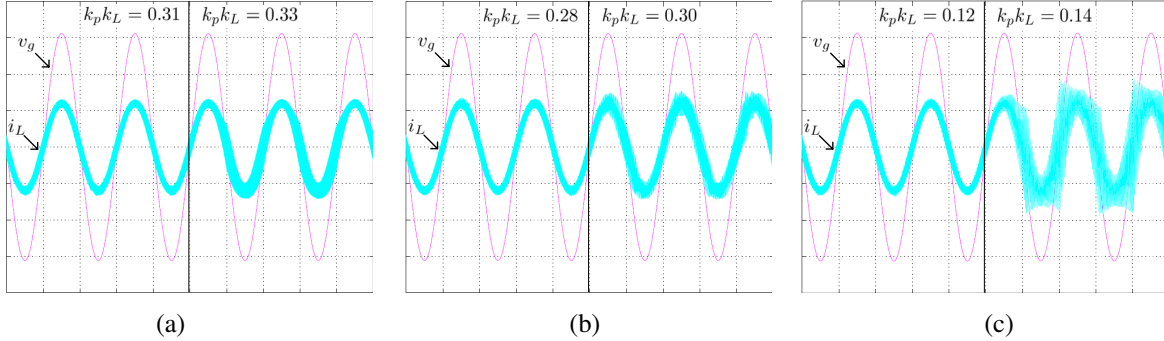 k_p k_L = 0.31 k_p k_L = 0.33
v_g
i_L
(a)
k_p k_L = 0.28 k_p k_L = 0.30
v_g
i_L
(b)
k_p k_L = 0.12 k_p k_L = 0.14
v_g
i_L
(c)